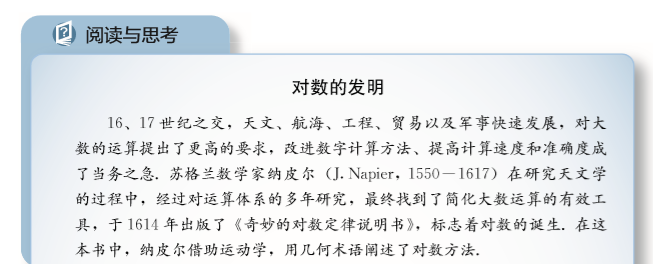 阅读与思考
对数的发明
16、17 世纪之交，天文、航海、工程、贸易以及军事快速发展，对大
数的运算提出了更高的要求，改进数字计算方法、提高计算速度和准确度成
了当务之急．苏格兰数学家纳皮尔（J. Napier，1550－1617）在研究天文学
的过程中，经过对运算体系的多年研究，最终找到了简化大数运算的有效工
具，于 1614 年出版了《奇妙的对数定律说明书》，标志着对数的诞生．在这
本书中，纳皮尔借助运动学，用几何术语阐述了对数方法．